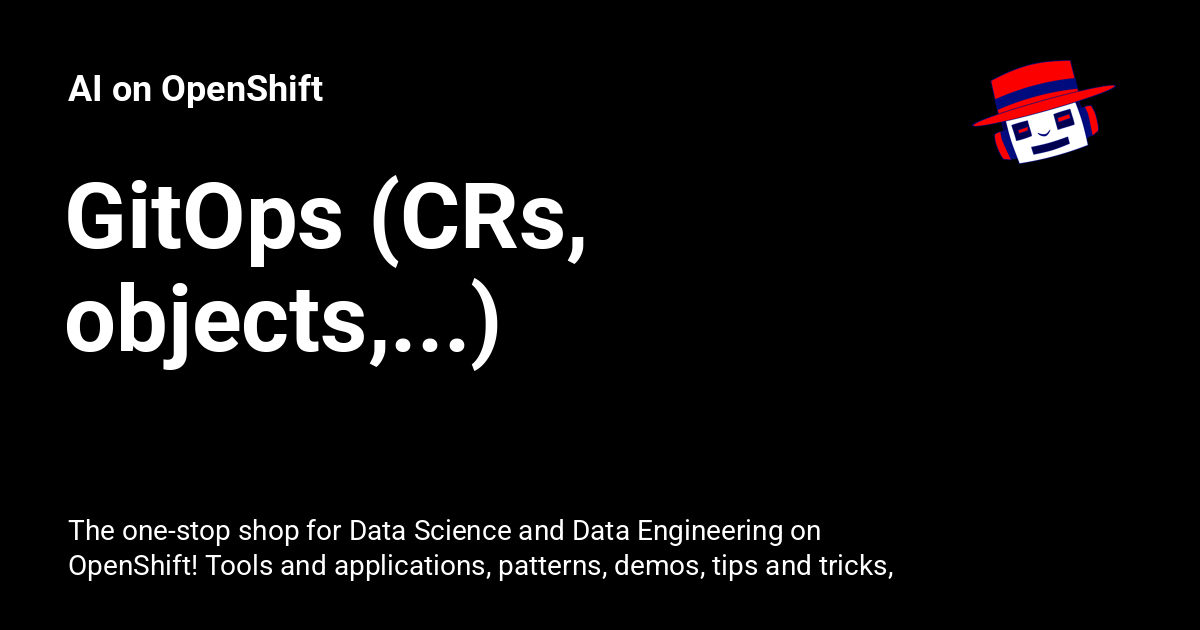 AI on OpenShift
GitOps (CRs,
objects,...)
The one-stop shop for Data Science and Data Engineering on
OpenShift! Tools and applications, patterns, demos, tips and tricks,